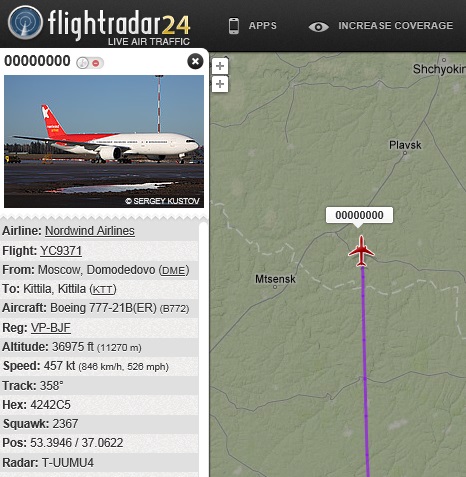 flightradar24
LIVE AIR TRAFFIC
APPS
INCREASE COVERAGE
00000000
© SERGEY KUSTOV
Airline: Nordwind Airlines
Flight: YC9371
From: Moscow, Domodedovo (DME)
To: Kittila, Kittila (KTT)
Aircraft: Boeing 777-21B(ER) (B772)
Reg: VP-BJF
Altitude: 36975 ft (11270 m)
Speed: 457 kt (846 km/h, 526 mph)
Track: 358°
Hex: 4242C5
Squawk: 2367
Pos: 53.3946 / 37.0622
Radar: T-UUMU4
+
+
Shchyokin
Plavsk
00000000
Mtsensk